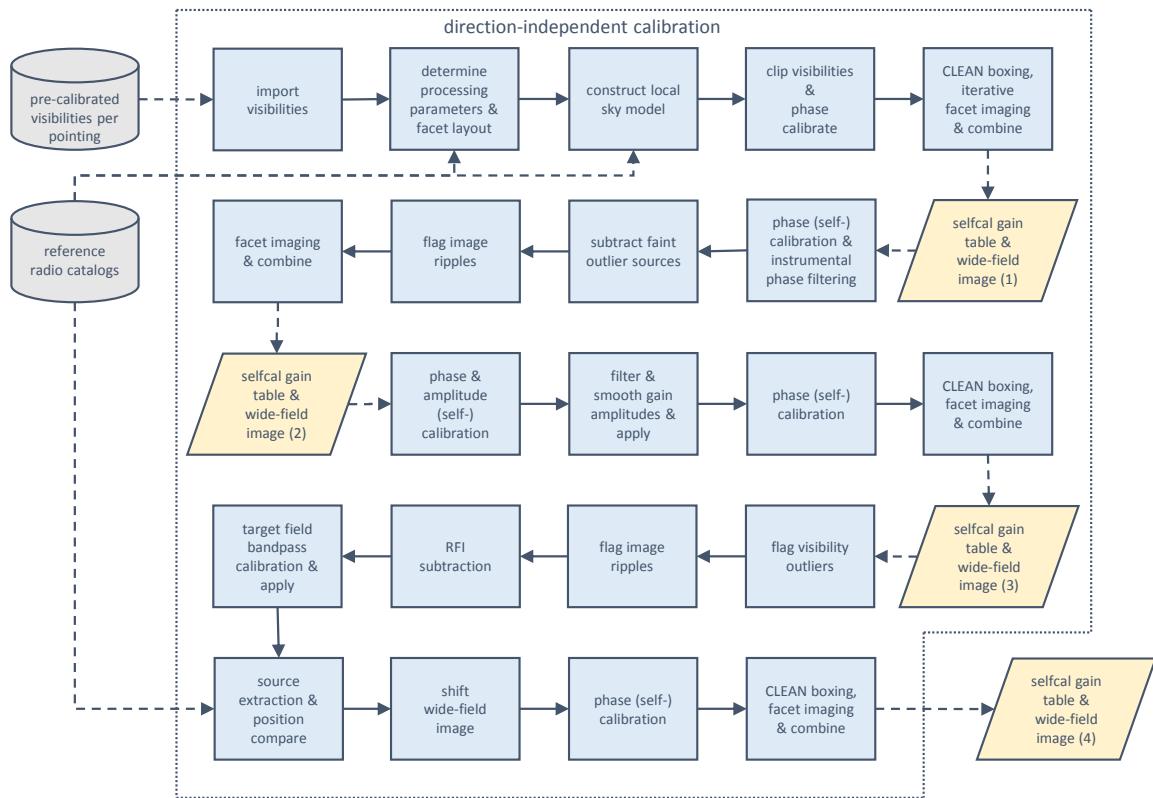 direction-independent calibration
pre-calibrated
visibilities per
pointing
import
visibilities
determine
processing
parameters &
facet layout
construct local
sky model
clip visibilities
&
phase
calibrate
CLEAN boxing,
iterative
facet imaging
& combine
reference
radio catalogs
facet imaging
& combine
flag image
ripples
subtract faint
outlier sources
phase (self-)
calibration &
instrumental
phase filtering
selfcal gain
table &
wide-field
image (1)
selfcal gain
table &
wide-field
image (2)
phase &
amplitude
(self-)
calibration
filter &
smooth gain
amplitudes &
apply
phase (self-)
calibration
CLEAN boxing,
facet imaging
& combine
target field
bandpass
calibration &
apply
RFI
subtraction
flag image
ripples
flag visibility
outliers
selfcal gain
table &
wide-field
image (3)
source
extraction &
position
compare
shift
wide-field
image
phase (self-)
calibration
CLEAN boxing,
facet imaging
& combine
selfcal gain
table &
wide-field
image (4)